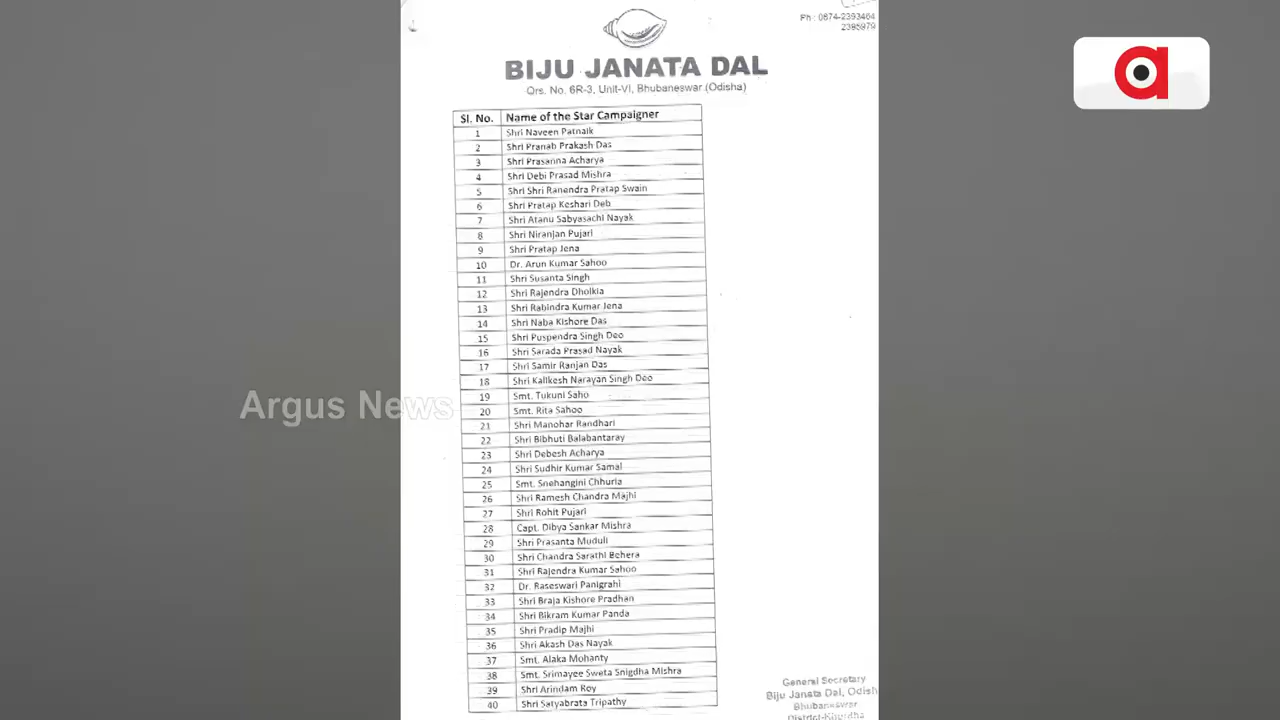 Ph : 0674-2393464
2395979
BIJU JANATA DAL
Qrs. No. 6R-3, Unit-VI, Bhubaneswar (Odisha)
Sl. No. Name of the Star Campaigner
1 Shri Naveen Patnaik
2 Shri Pranab Prakash Das
3 Shri Prasanna Acharya
4 Shri Debi Prasad Mishra
5 Shri Shri Ranendra Pratap Swain
6 Shri Pratap Keshari Deb
7 Shri Atanu Sabyasachi Nayak
8 Shri Niranjan Pujari
9 Shri Pratap Jena
10 Dr. Arun Kumar Sahoo
11 Shri Susanta Singh
12 Shri Rajendra Dholkia
13 Shri Rabindra Kumar Jena
14 Shri Naba Kishore Das
15 Shri Puspendra Singh Deo
16 Shri Sarada Prasad Nayak
17 Shri Samir Ranjan Das
18 Shri Kalikesh Narayan Singh Deo
19 Smt. Tukuni Saho
20 Smt. Rita Sahoo
21 Shri Manohar Randhari
22 Shri Bibhuti Balabantaray
23 Shri Debesh Acharya
24 Shri Sudhir Kumar Samal
25 Smt. Snehangini Chhuria
26 Shri Ramesh Chandra Majhi
27 Shri Rohit Pujari
28 Capt. Dibya Sankar Mishra
29 Shri Prasanta Muduli
30 Shri Chandra Sarathi Behera
31 Shri Rajendra Kumar Sahoo
32 Dr. Raseswari Panigrahi
33 Shri Braja Kishore Pradhan
34 Shri Bikram Kumar Panda
35 Shri Pradip Majhi
36 Shri Akash Das Nayak
37 Smt. Alaka Mohanty
38 Smt. Srimayee Sweta Snigdha Mishra
39 Shri Arindam Roy
40 Shri Satyabrata Tripathy
Argus News
a
General Secretary
Biju Janata Dal, Odish
Bhubaneswar
District-Khordha